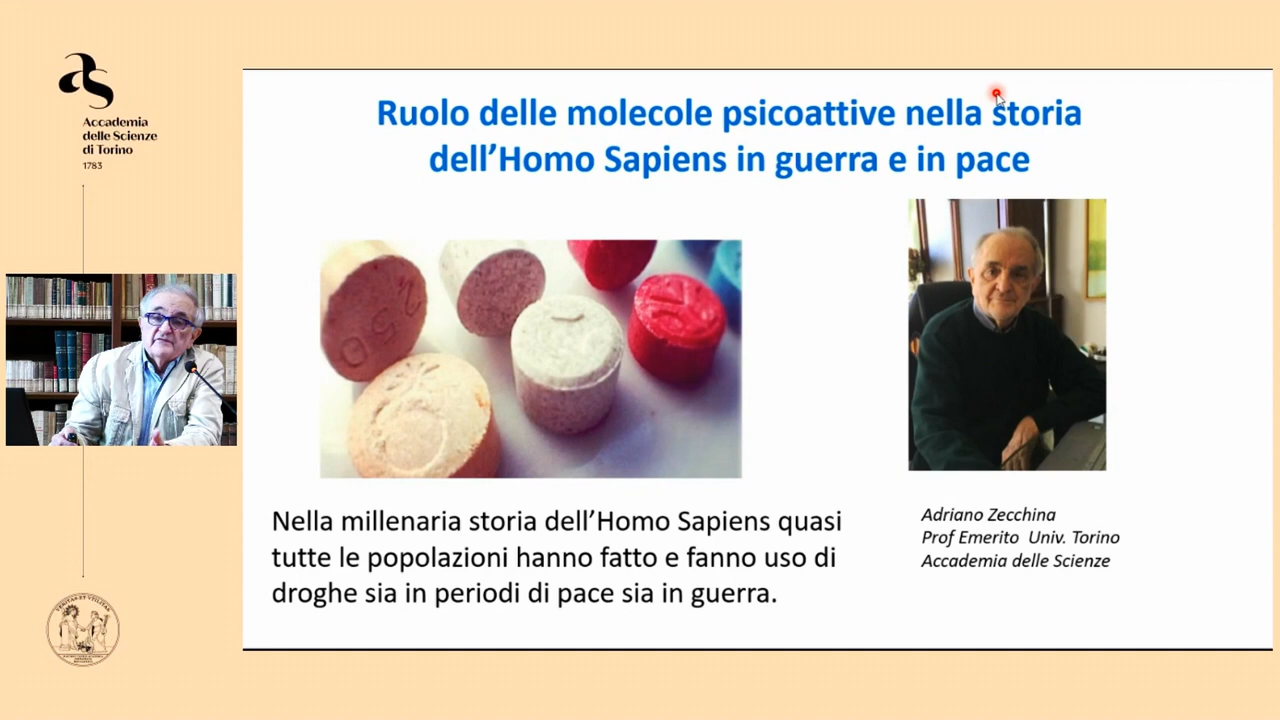 Accademia
delle Scienze
di Torino
1783
Ruolo delle molecole psicoattive nella storia
dell’Homo Sapiens in guerra e in pace
Nella millenaria storia dell’Homo Sapiens quasi
tutte le popolazioni hanno fatto e fanno uso di
droghe sia in periodi di pace sia in guerra.
Adriano Zecchina
Prof Emerito Univ. Torino
Accademia delle Scienze